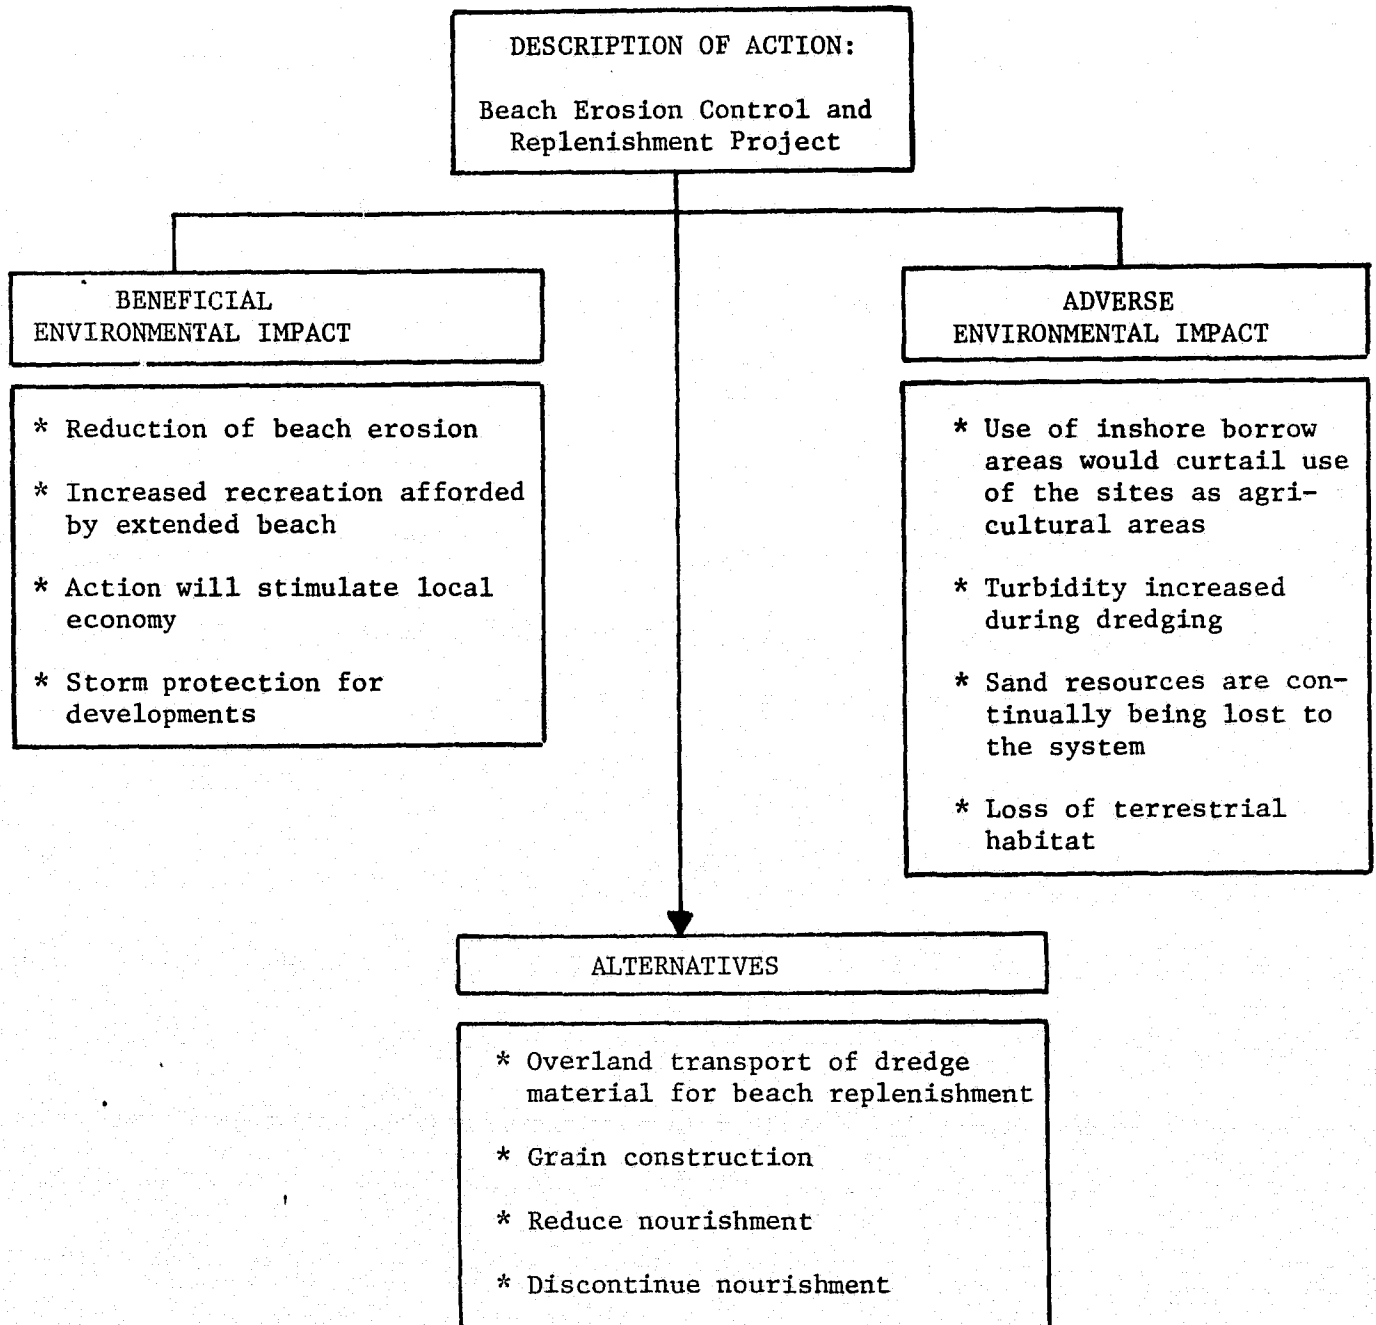 DESCRIPTION OF ACTION:
Beach Erosion Control and
Replenishment Project
BENEFICIAL
ENVIRONMENTAL IMPACT
* Reduction of beach erosion
* Increased recreation afforded
by extended beach
* Action will stimulate local
economy
* Storm protection for
developments
ADVERSE
ENVIRONMENTAL IMPACT
* Use of inshore borrow
areas would curtail use
of the sites as agri-
cultural areas
* Turbidity increased
during dredging
* Sand resources are con-
tinually being lost to
the system
* Loss of terrestrial
habitat
ALTERNATIVES
* Overland transport of dredge
material for beach replenishment
* Grain construction
* Reduce nourishment
* Discontinue nourishment